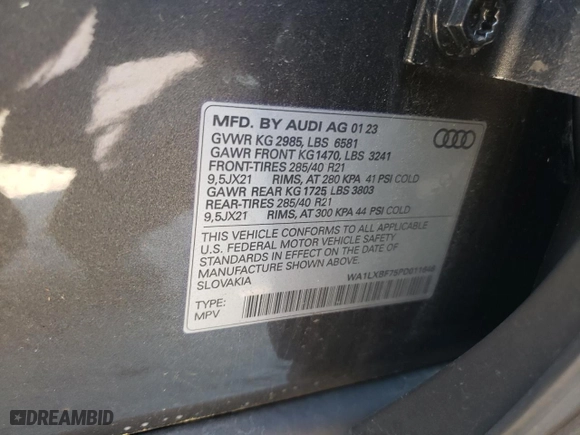 MFD. BY AUDI AG 01 23
GVWR KG 2985, LBS 6581
GAWR FRONT KG1470, LBS 3241
FRONT-TIRES 285/40 R21
9,5JX21 RIMS, AT 280 KPA 41 PSI COLD
GAWR REAR KG 1725 LBS 3803
REAR-TIRES 285/40 R21
9,5JX21 RIMS, AT 300 KPA 44 PSI COLD
THIS VEHICLE CONFORMS TO ALL APPLICABLE
U.S. FEDERAL MOTOR VEHICLE SAFETY
STANDARDS IN EFFECT ON THE DATE OF
MANUFACTURE SHOWN ABOVE.
SLOVAKIA
TYPE:
MPV
DREAMBID